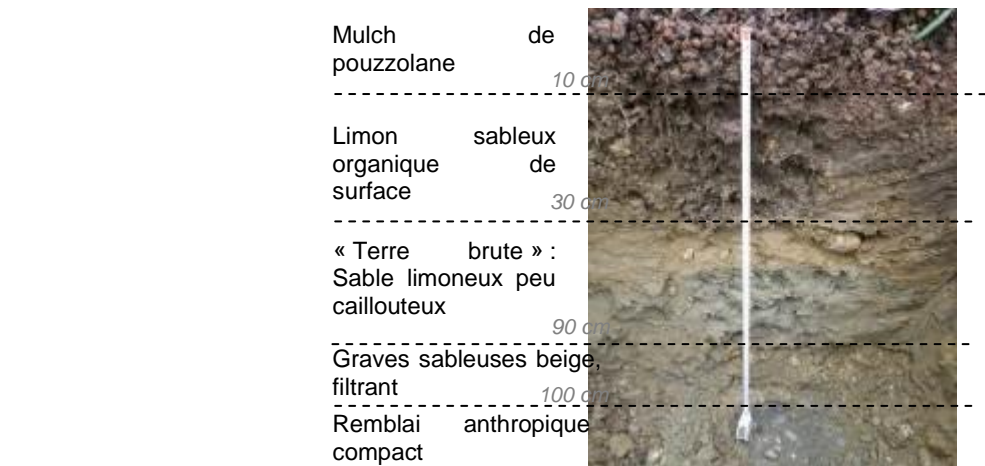 Mulch de
pouzzolane
10 cm
Limon sableux
organique de
surface
30 cm
« Terre brute » :
Sable limoneux peu
caillouteux
90 cm
Graves sableuses beige,
filtrant
100 cm
Remblai anthropique
compact